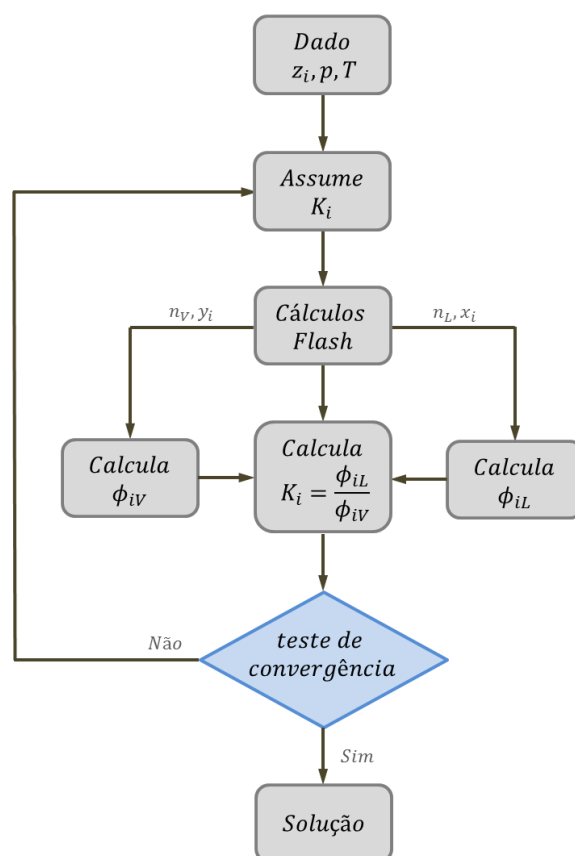 Dado
z_i, p, T
Assume
K_i
n_V, y_i
Cálculos
Flash
n_L, x_i
Calcula
ϕ_iV
Calcula
K_i = ϕ_iL / ϕ_iV
Calcula
ϕ_iL
Não
teste de
convergência
Sim
Solução